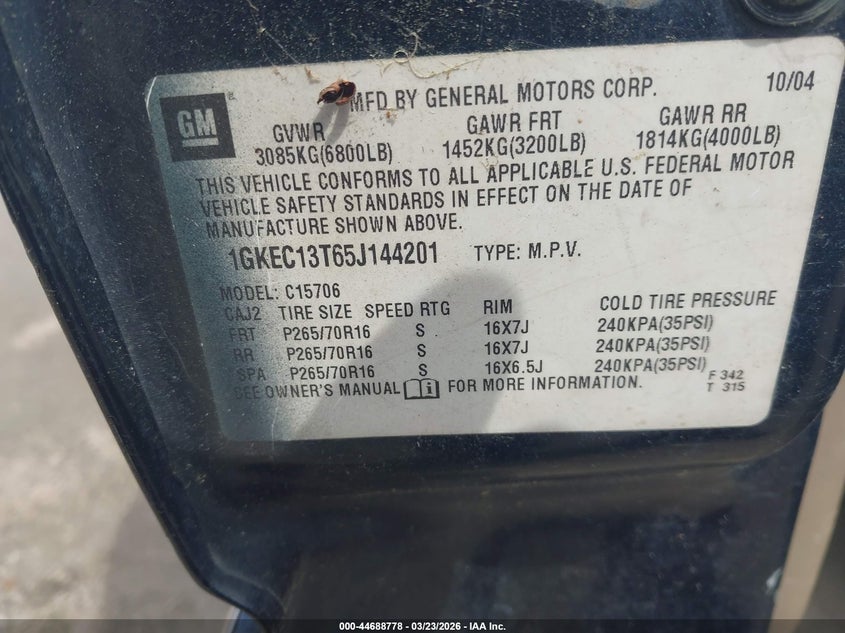 MFD BY GENERAL MOTORS CORP. 10/04
GM
GVWR GAWR FRT GAWR RR
3085KG(6800LB) 1452KG(3200LB) 1814KG(4000LB)
THIS VEHICLE CONFORMS TO ALL APPLICABLE U.S. FEDERAL MOTOR
VEHICLE SAFETY STANDARDS IN EFFECT ON THE DATE OF
MANUFACTURE SHOWN ABOVE.
1GKEC13T65J144201 TYPE: M.P.V.
MODEL: C15706
CAJ2 TIRE SIZE SPEED RTG RIM COLD TIRE PRESSURE
FRT P265/70R16 S 16X7J 240KPA(35PSI)
RR P265/70R16 S 16X7J 240KPA(35PSI)
SPA P265/70R16 S 16X6.5J 240KPA(35PSI)
SEE OWNER'S MANUAL FOR MORE INFORMATION.
F 342
T 315
000-44688778 - 03/23/2026 - IAA Inc.